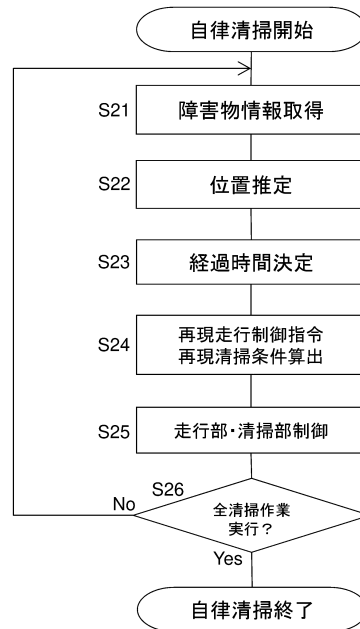 自律清掃開始
S21
障害物情報取得
S22
位置推定
S23
経過時間決定
S24
再現走行制御指令
再現清掃条件算出
S25
走行部・清掃部制御
S26
No
全清掃作業
実行？
Yes
自律清掃終了